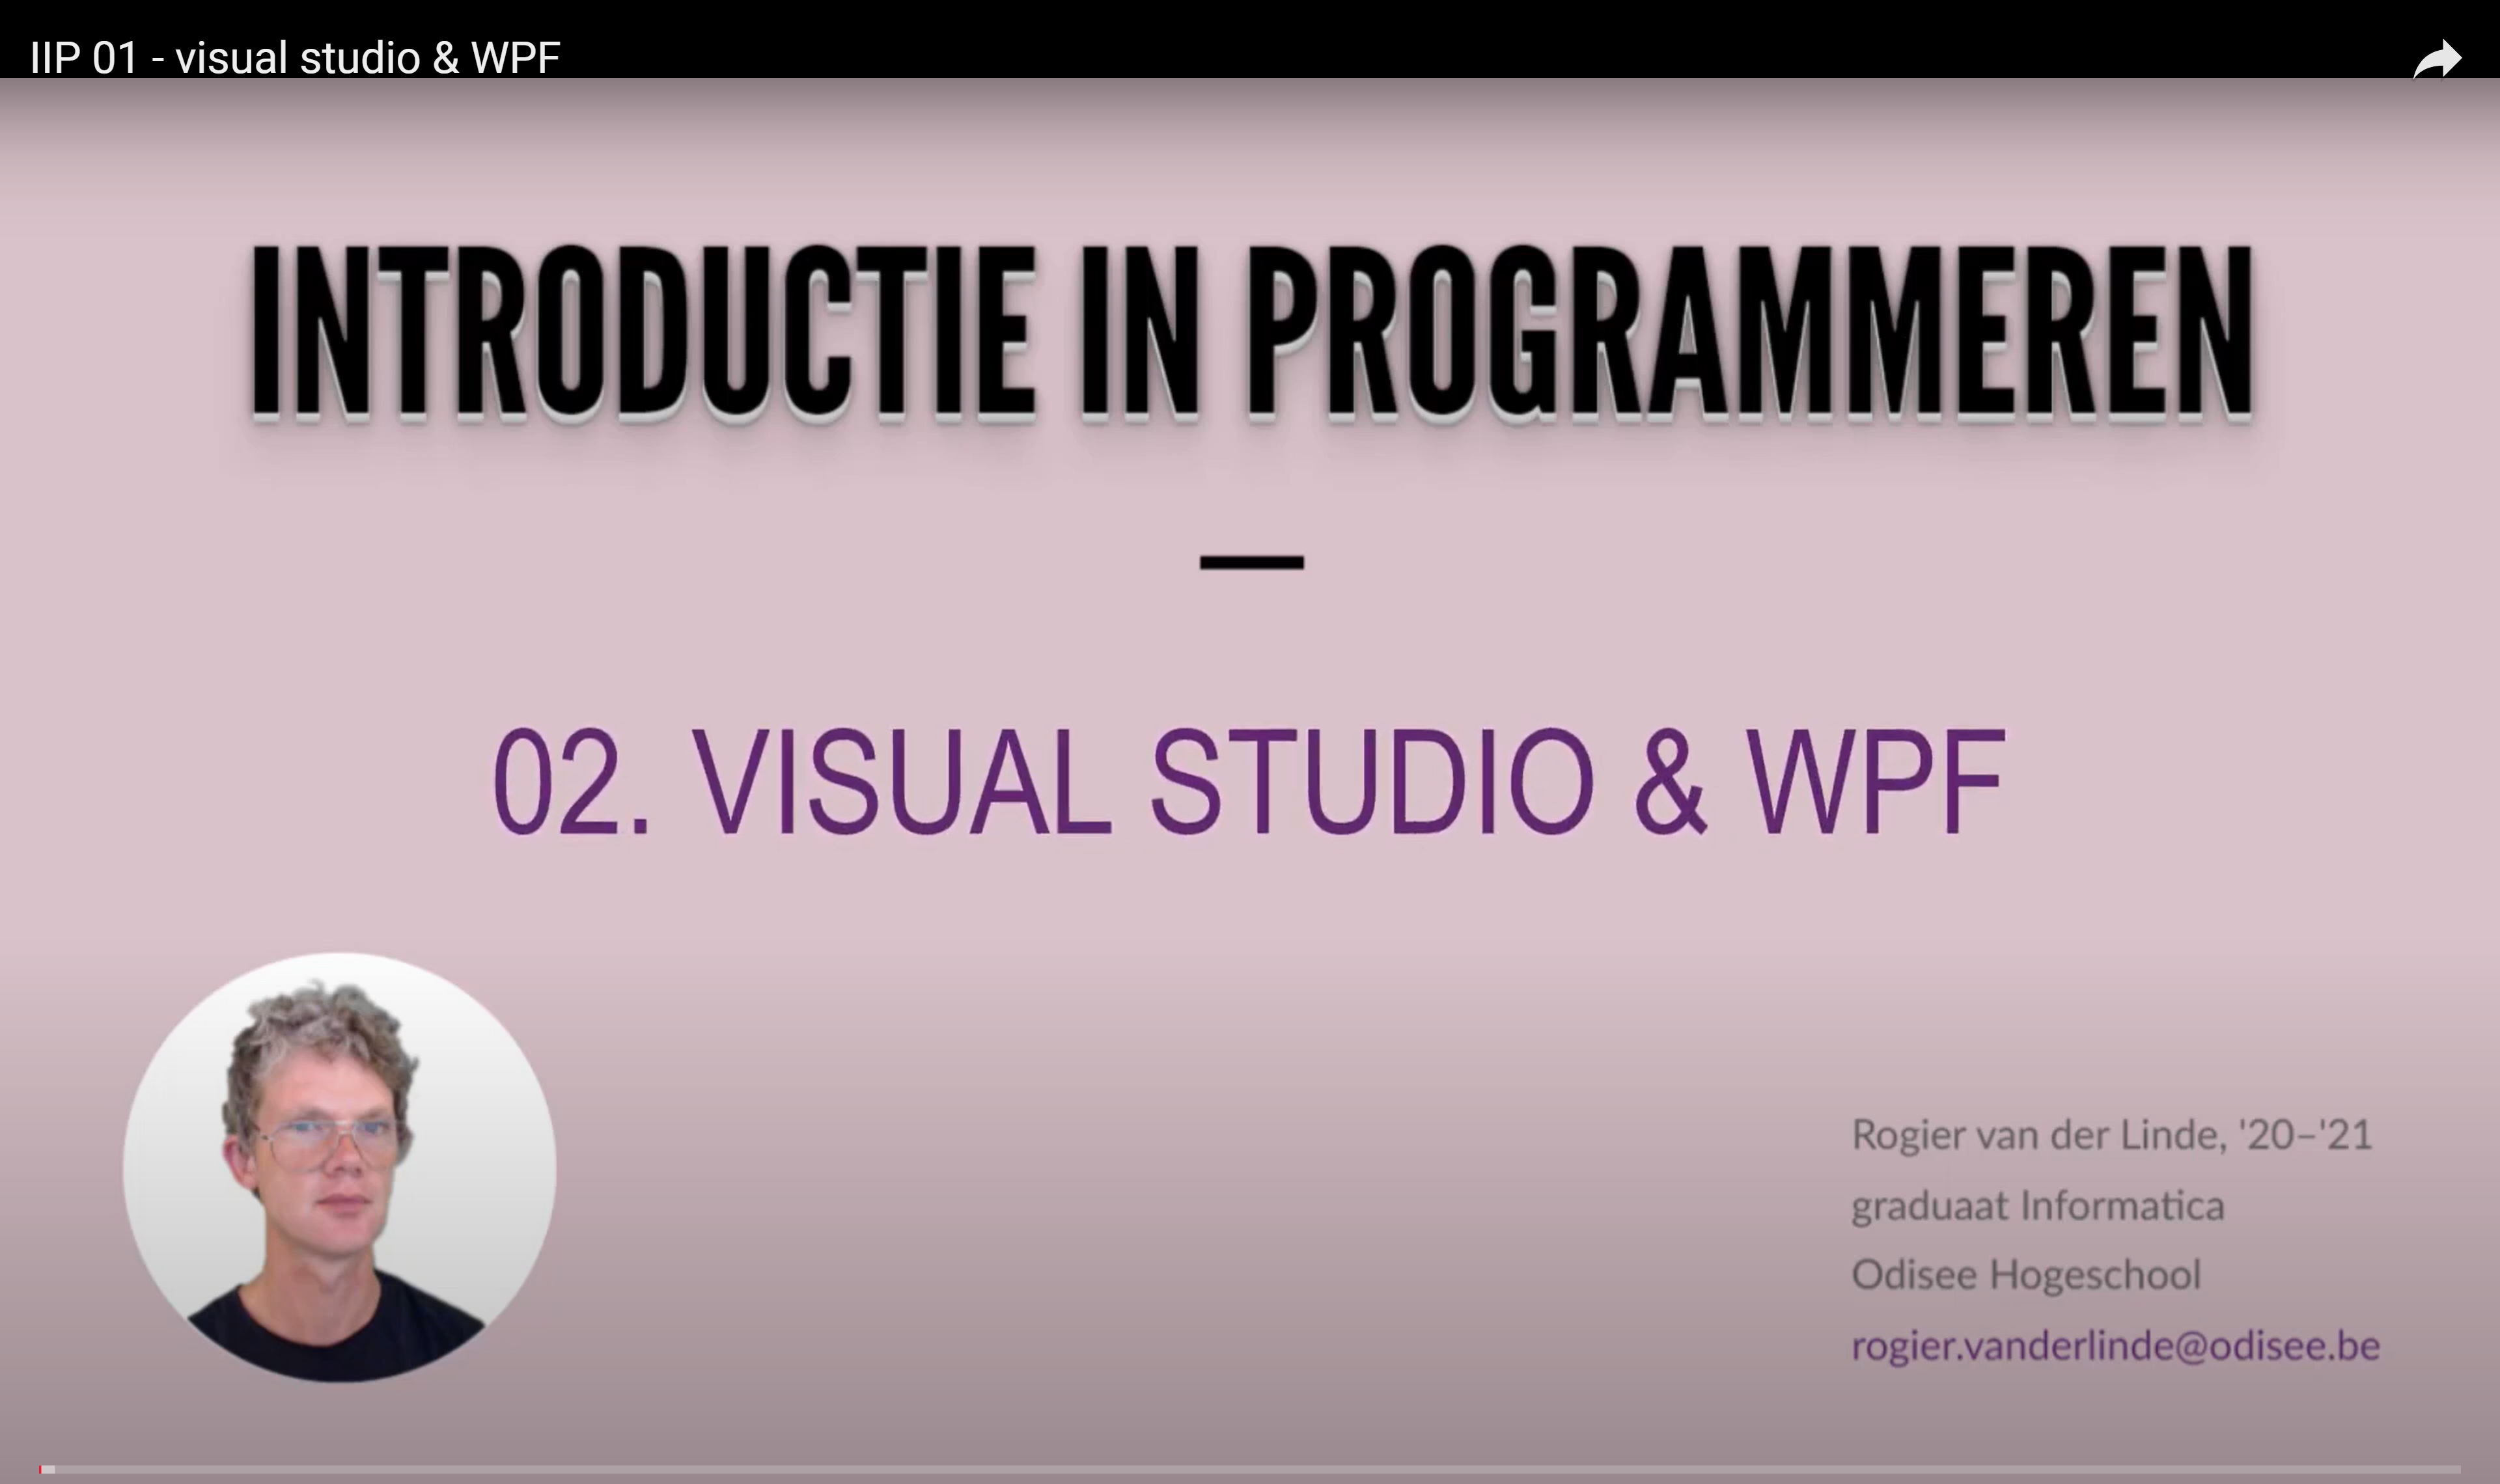 IIP 01 - visual studio & WPF
INTRODUCTIE IN PROGRAMMEREN
—
02. VISUAL STUDIO & WPF
Rogier van der Linde, '20–'21
graduaat Informatica
Odisee Hogeschool
rogier.vanderlinde@odisee.be